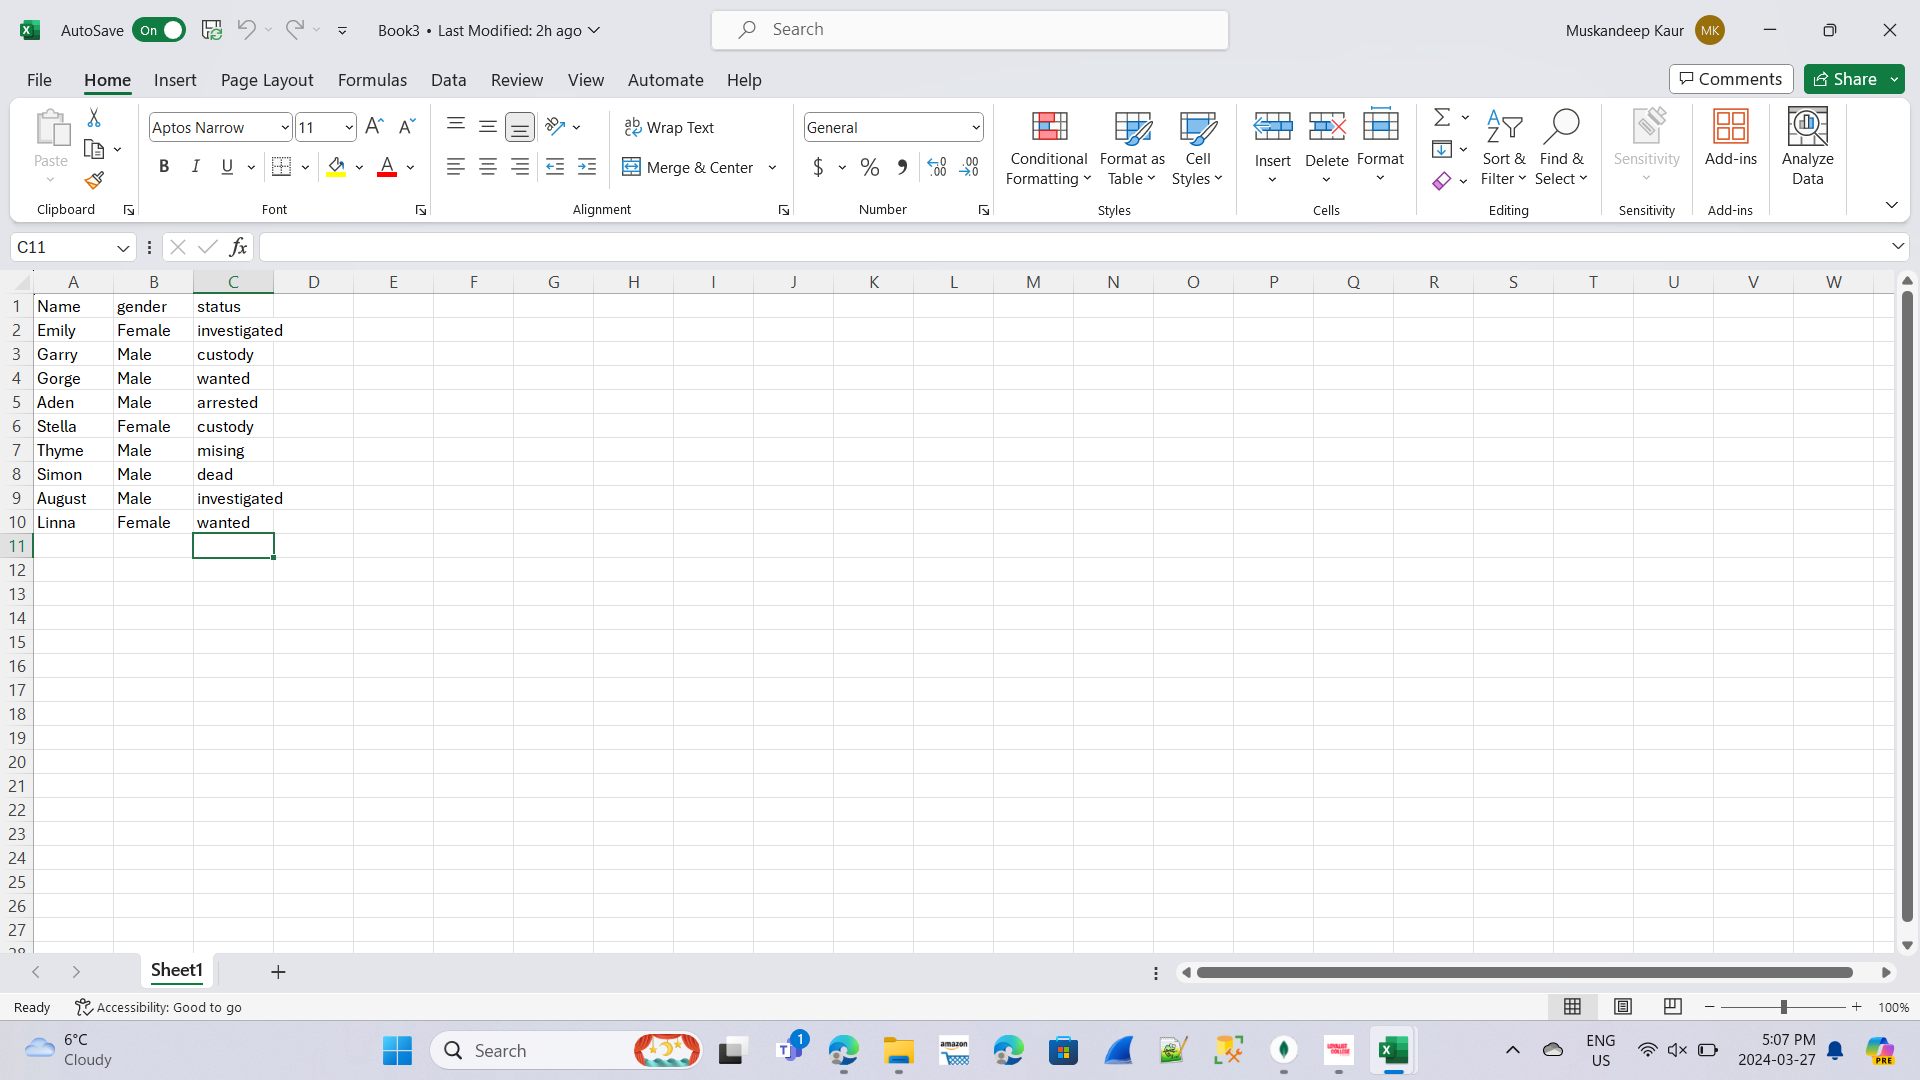 AutoSave On Book3 • Last Modified: 2h ago Search Muskandeep Kaur MK
File Home Insert Page Layout Formulas Data Review View Automate Help Comments Share
Paste
Clipboard
Aptos Narrow 11
B I U A
Font
Wrap Text
Merge & Center
Alignment
General
$ % 
Number
Conditional Formatting
Format as Table
Cell Styles
Styles
Insert Delete Format
Cells
Sort & Filter
Find & Select
Editing
Sensitivity
Sensitivity
Add-ins
Add-ins
Analyze Data
C11 fx
A B C D E F G H I J K L M N O P Q R S T U V W
1 Name gender status
2 Emily Female investigated
3 Garry Male custody
4 Gorge Male wanted
5 Aden Male arrested
6 Stella Female custody
7 Thyme Male mising
8 Simon Male dead
9 August Male investigated
10 Linna Female wanted
11
12
13
14
15
16
17
18
19
20
21
22
23
24
25
26
27
28
Sheet1
Ready Accessibility: Good to go 100%
6°C
Cloudy
Search
1
amazon
LOYALIST COLLEGE
ENG
US
5:07 PM
2024-03-27
PRE